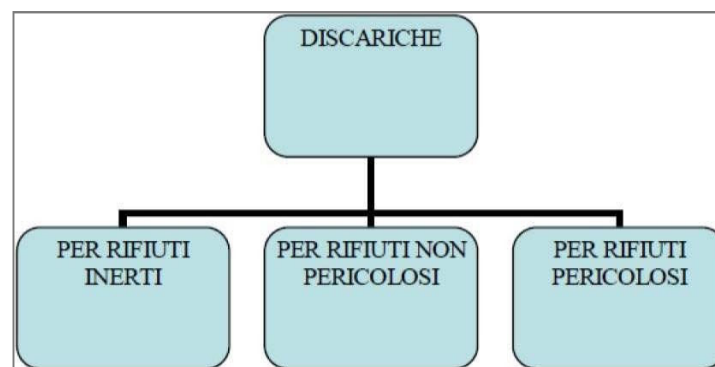 DISCARICHE
PER RIFIUTI
INERTI
PER RIFIUTI NON
PERICOLOSI
PER RIFIUTI
PERICOLOSI